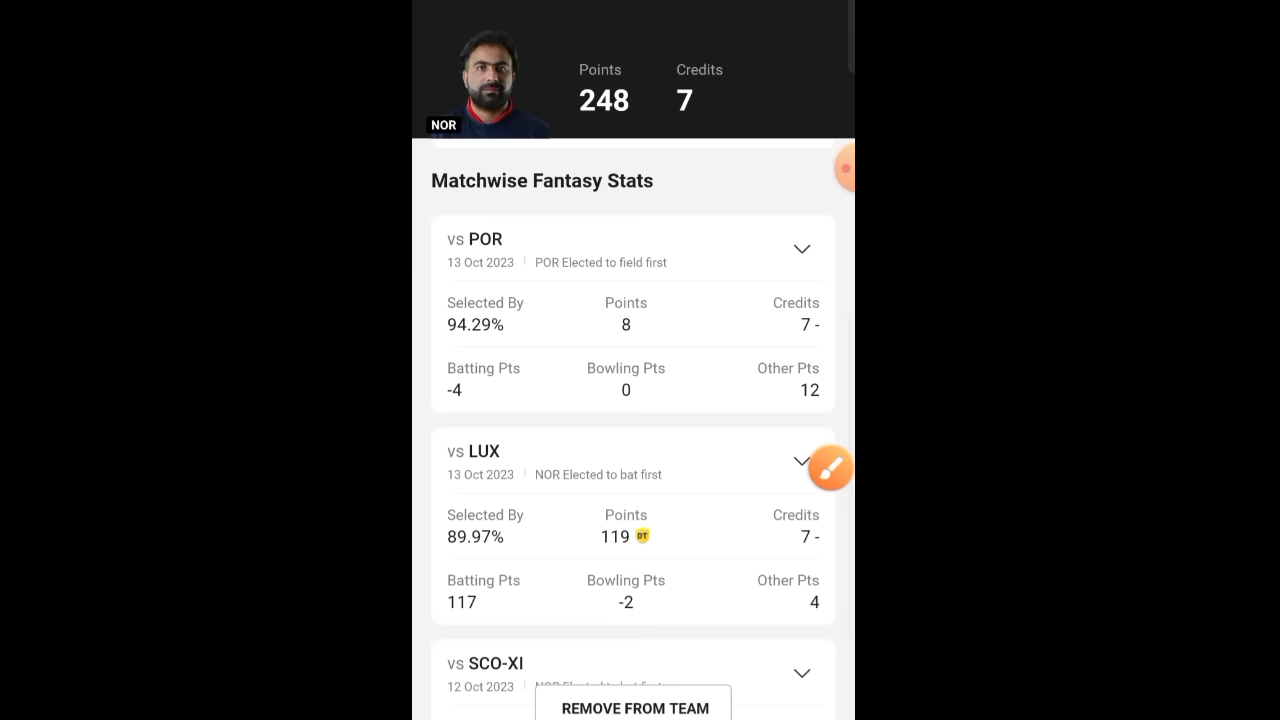 Points Credits
248 7
NOR
Matchwise Fantasy Stats
vs POR
13 Oct 2023 POR Elected to field first
Selected By Points Credits
94.29% 8 7 -
Batting Pts Bowling Pts Other Pts
-4 0 12
vs LUX
13 Oct 2023 NOR Elected to bat first
Selected By Points Credits
89.97% 119 DT 7 -
Batting Pts Bowling Pts Other Pts
117 -2 4
vs SCO-XI
12 Oct 2023
REMOVE FROM TEAM